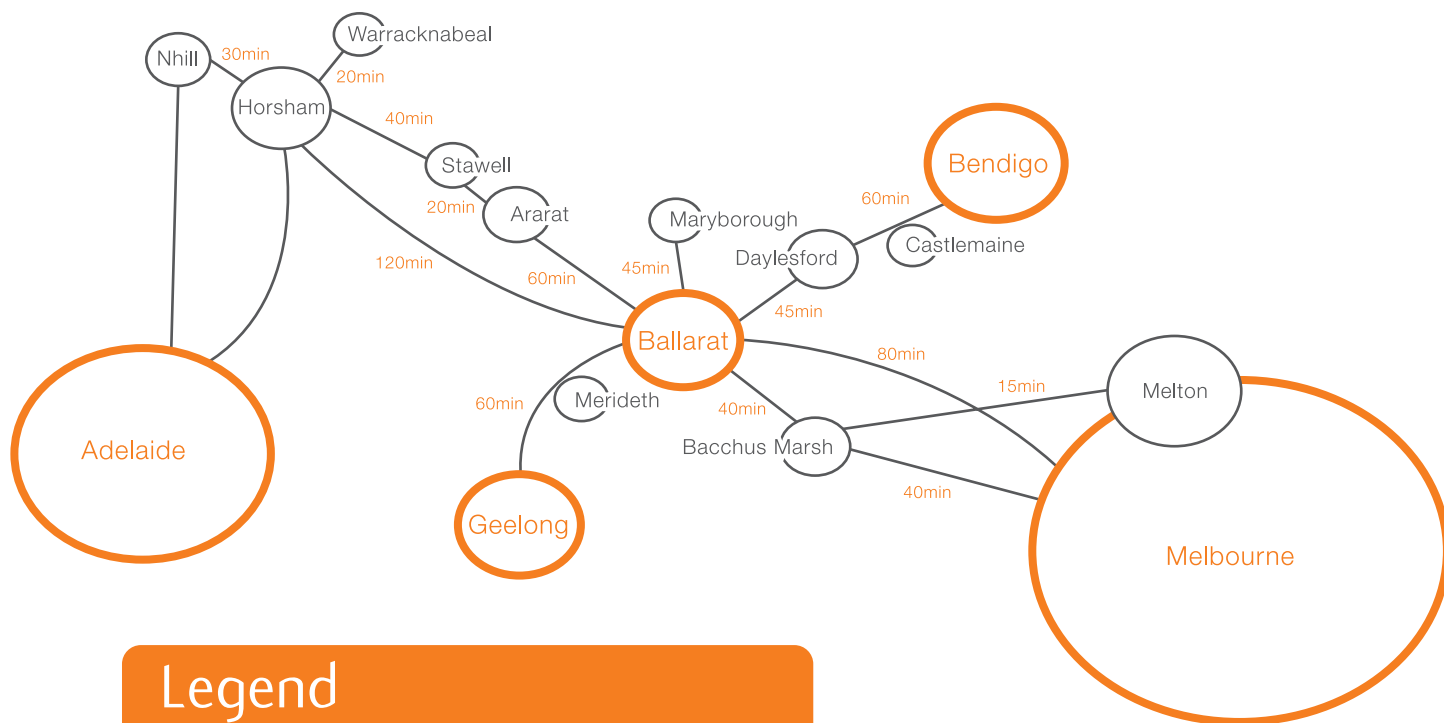 Warracknabeal
Nhill
30min
20min
Horsham
40min
Stawell
Bendigo
20min
Ararat
60min
Maryborough
Castlemaine
Daylesford
120min
45min
60min
45min
Ballarat
80min
15min
Melton
60min
Merideth
40min
Bacchus Marsh
Adelaide
40min
Geelong
Melbourne
Legend